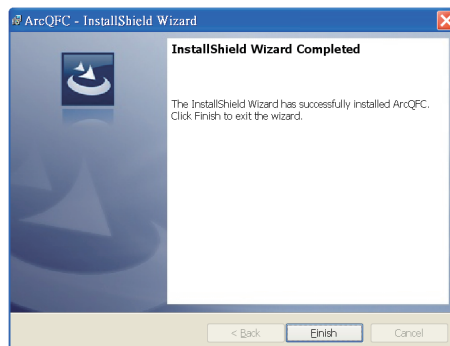 ArcQFC - InstallShield Wizard
InstallShield Wizard Completed
The InstallShield Wizard has successfully installed ArcQFC.
Click Finish to exit the wizard.
< Back
Finish
Cancel